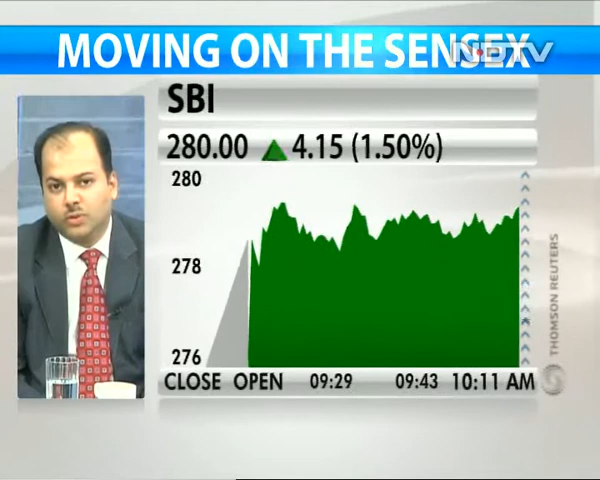 MOVING ON THE SENSEX
NDTV
SBI
280.00 ▲ 4.15 (1.50%)
280
278
276
CLOSE OPEN 09:29 09:43 10:11 AM
THOMSON REUTERS